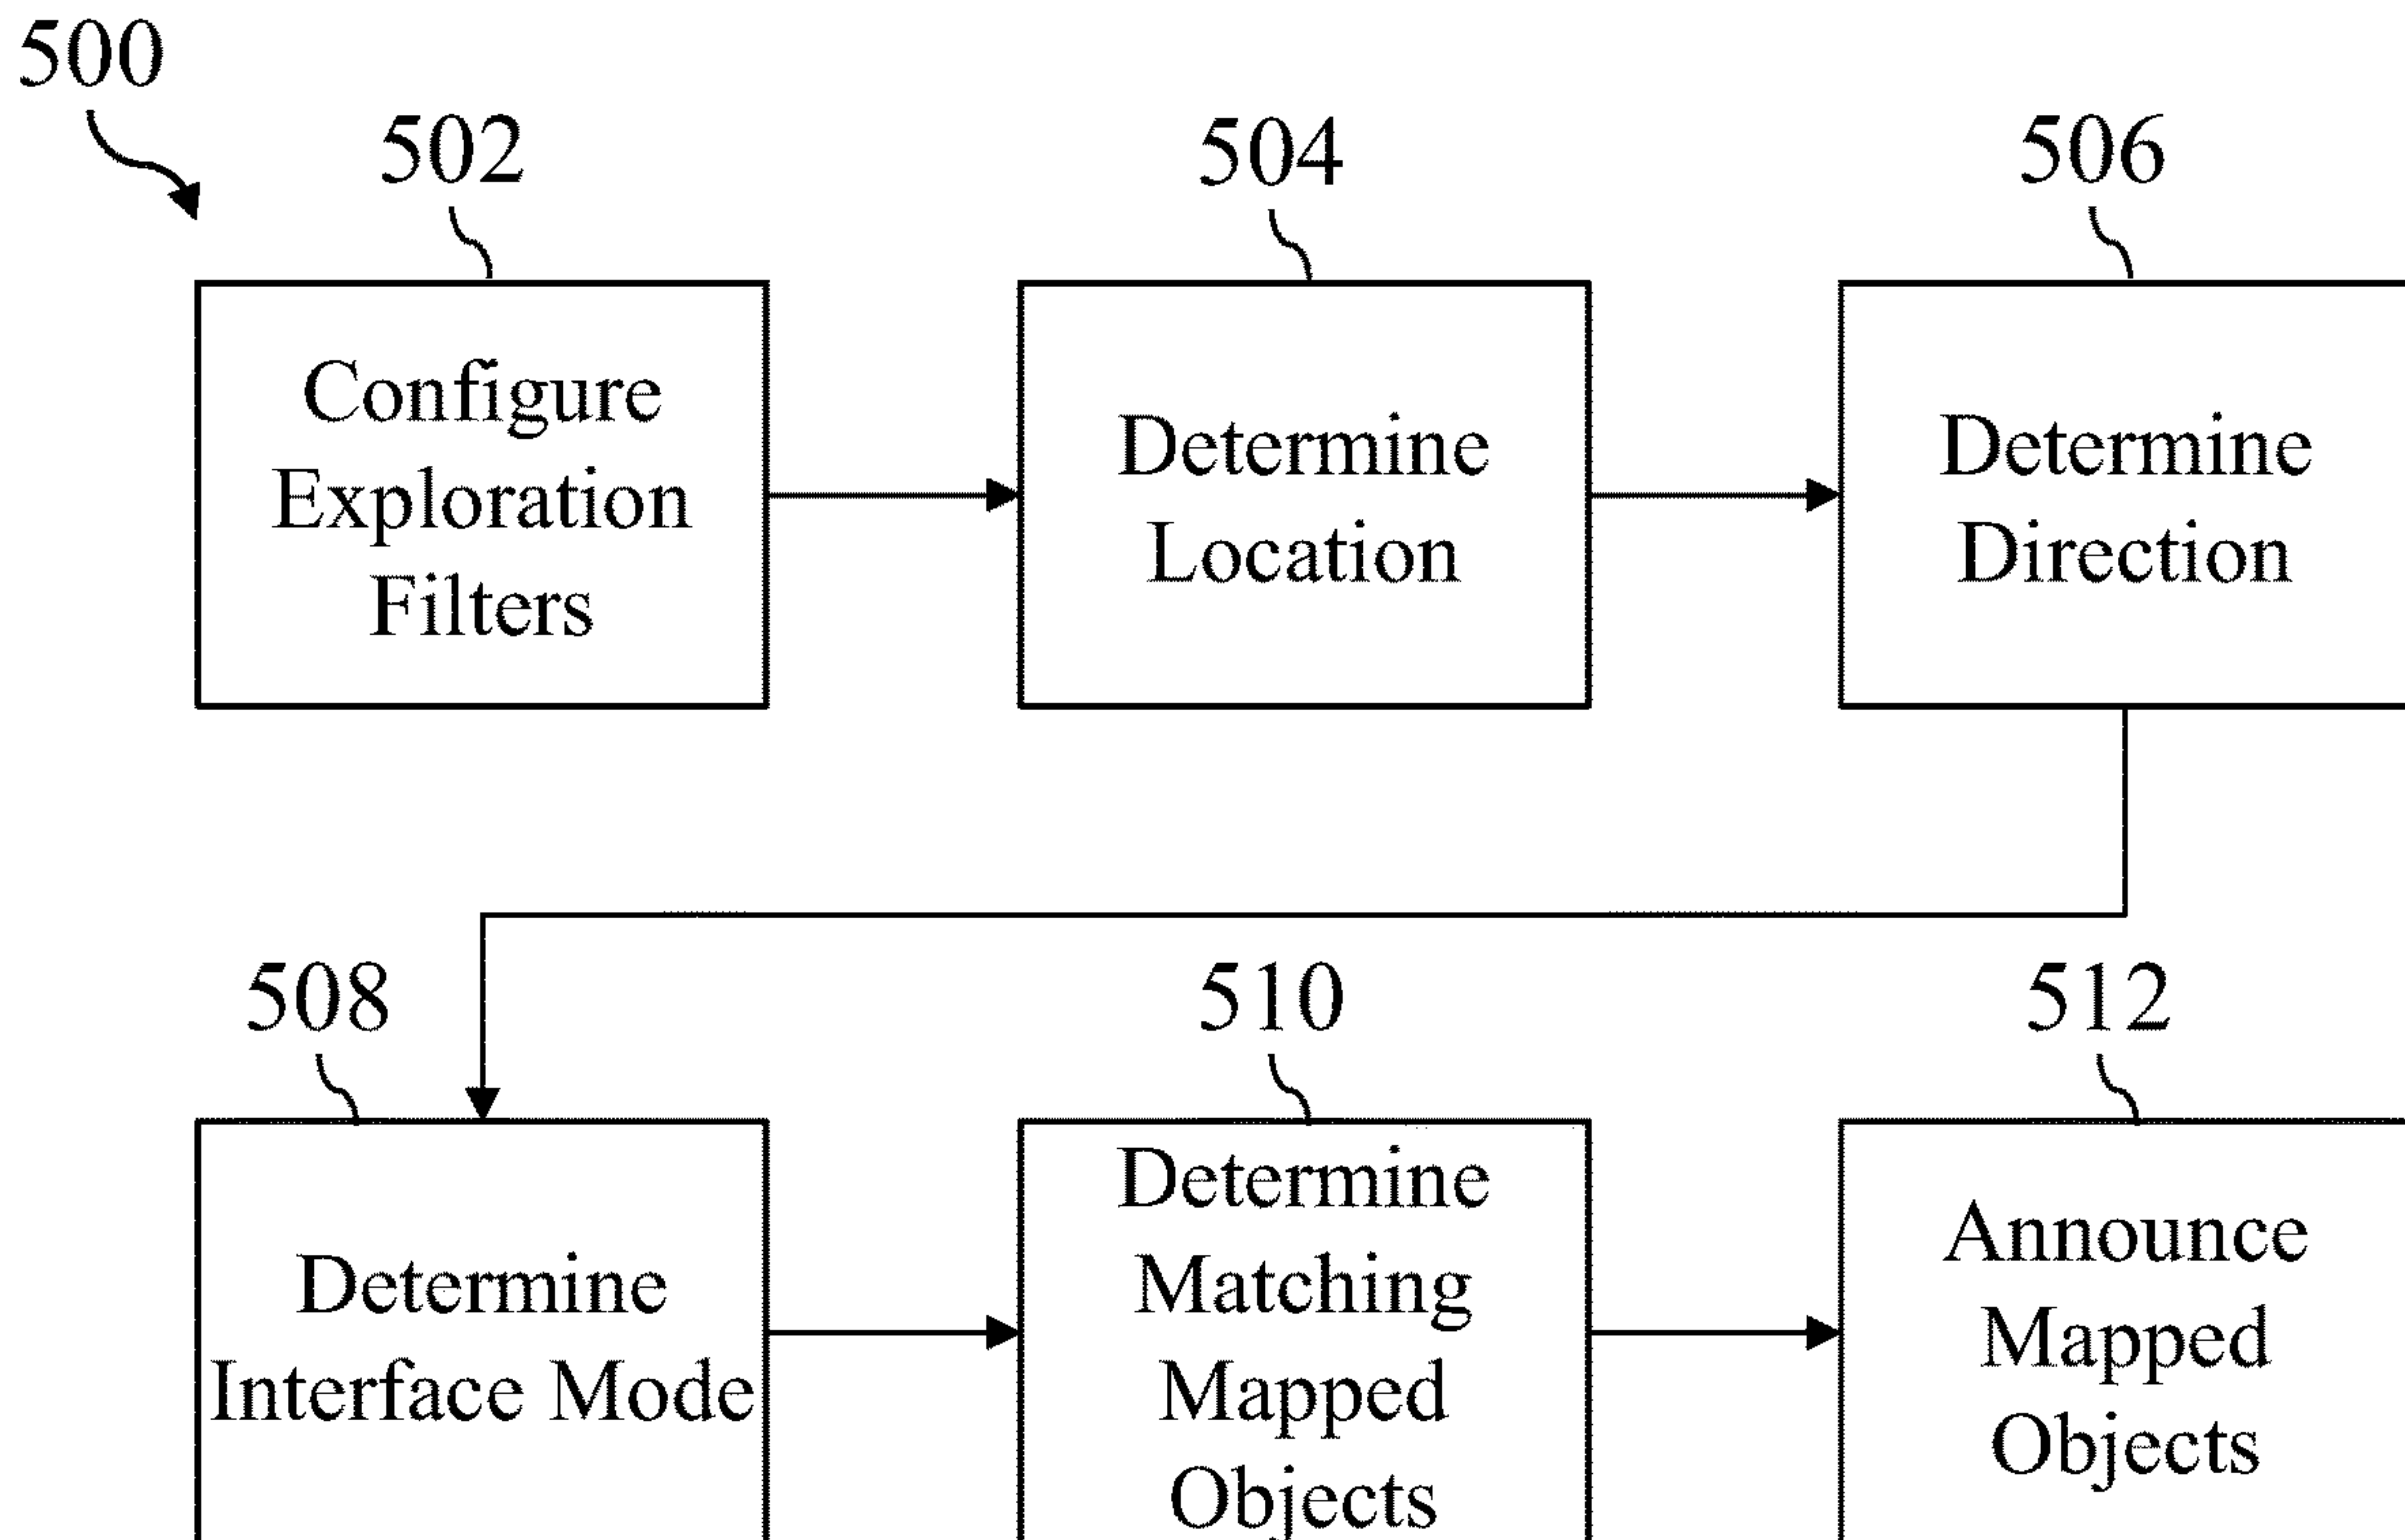 500
502
504
506
Configure
Exploration
Filters
Determine
Location
Determine
Direction
508
510
512
Determine
Interface Mode
Determine
Matching
Mapped
Objects
Announce
Mapped
Objects